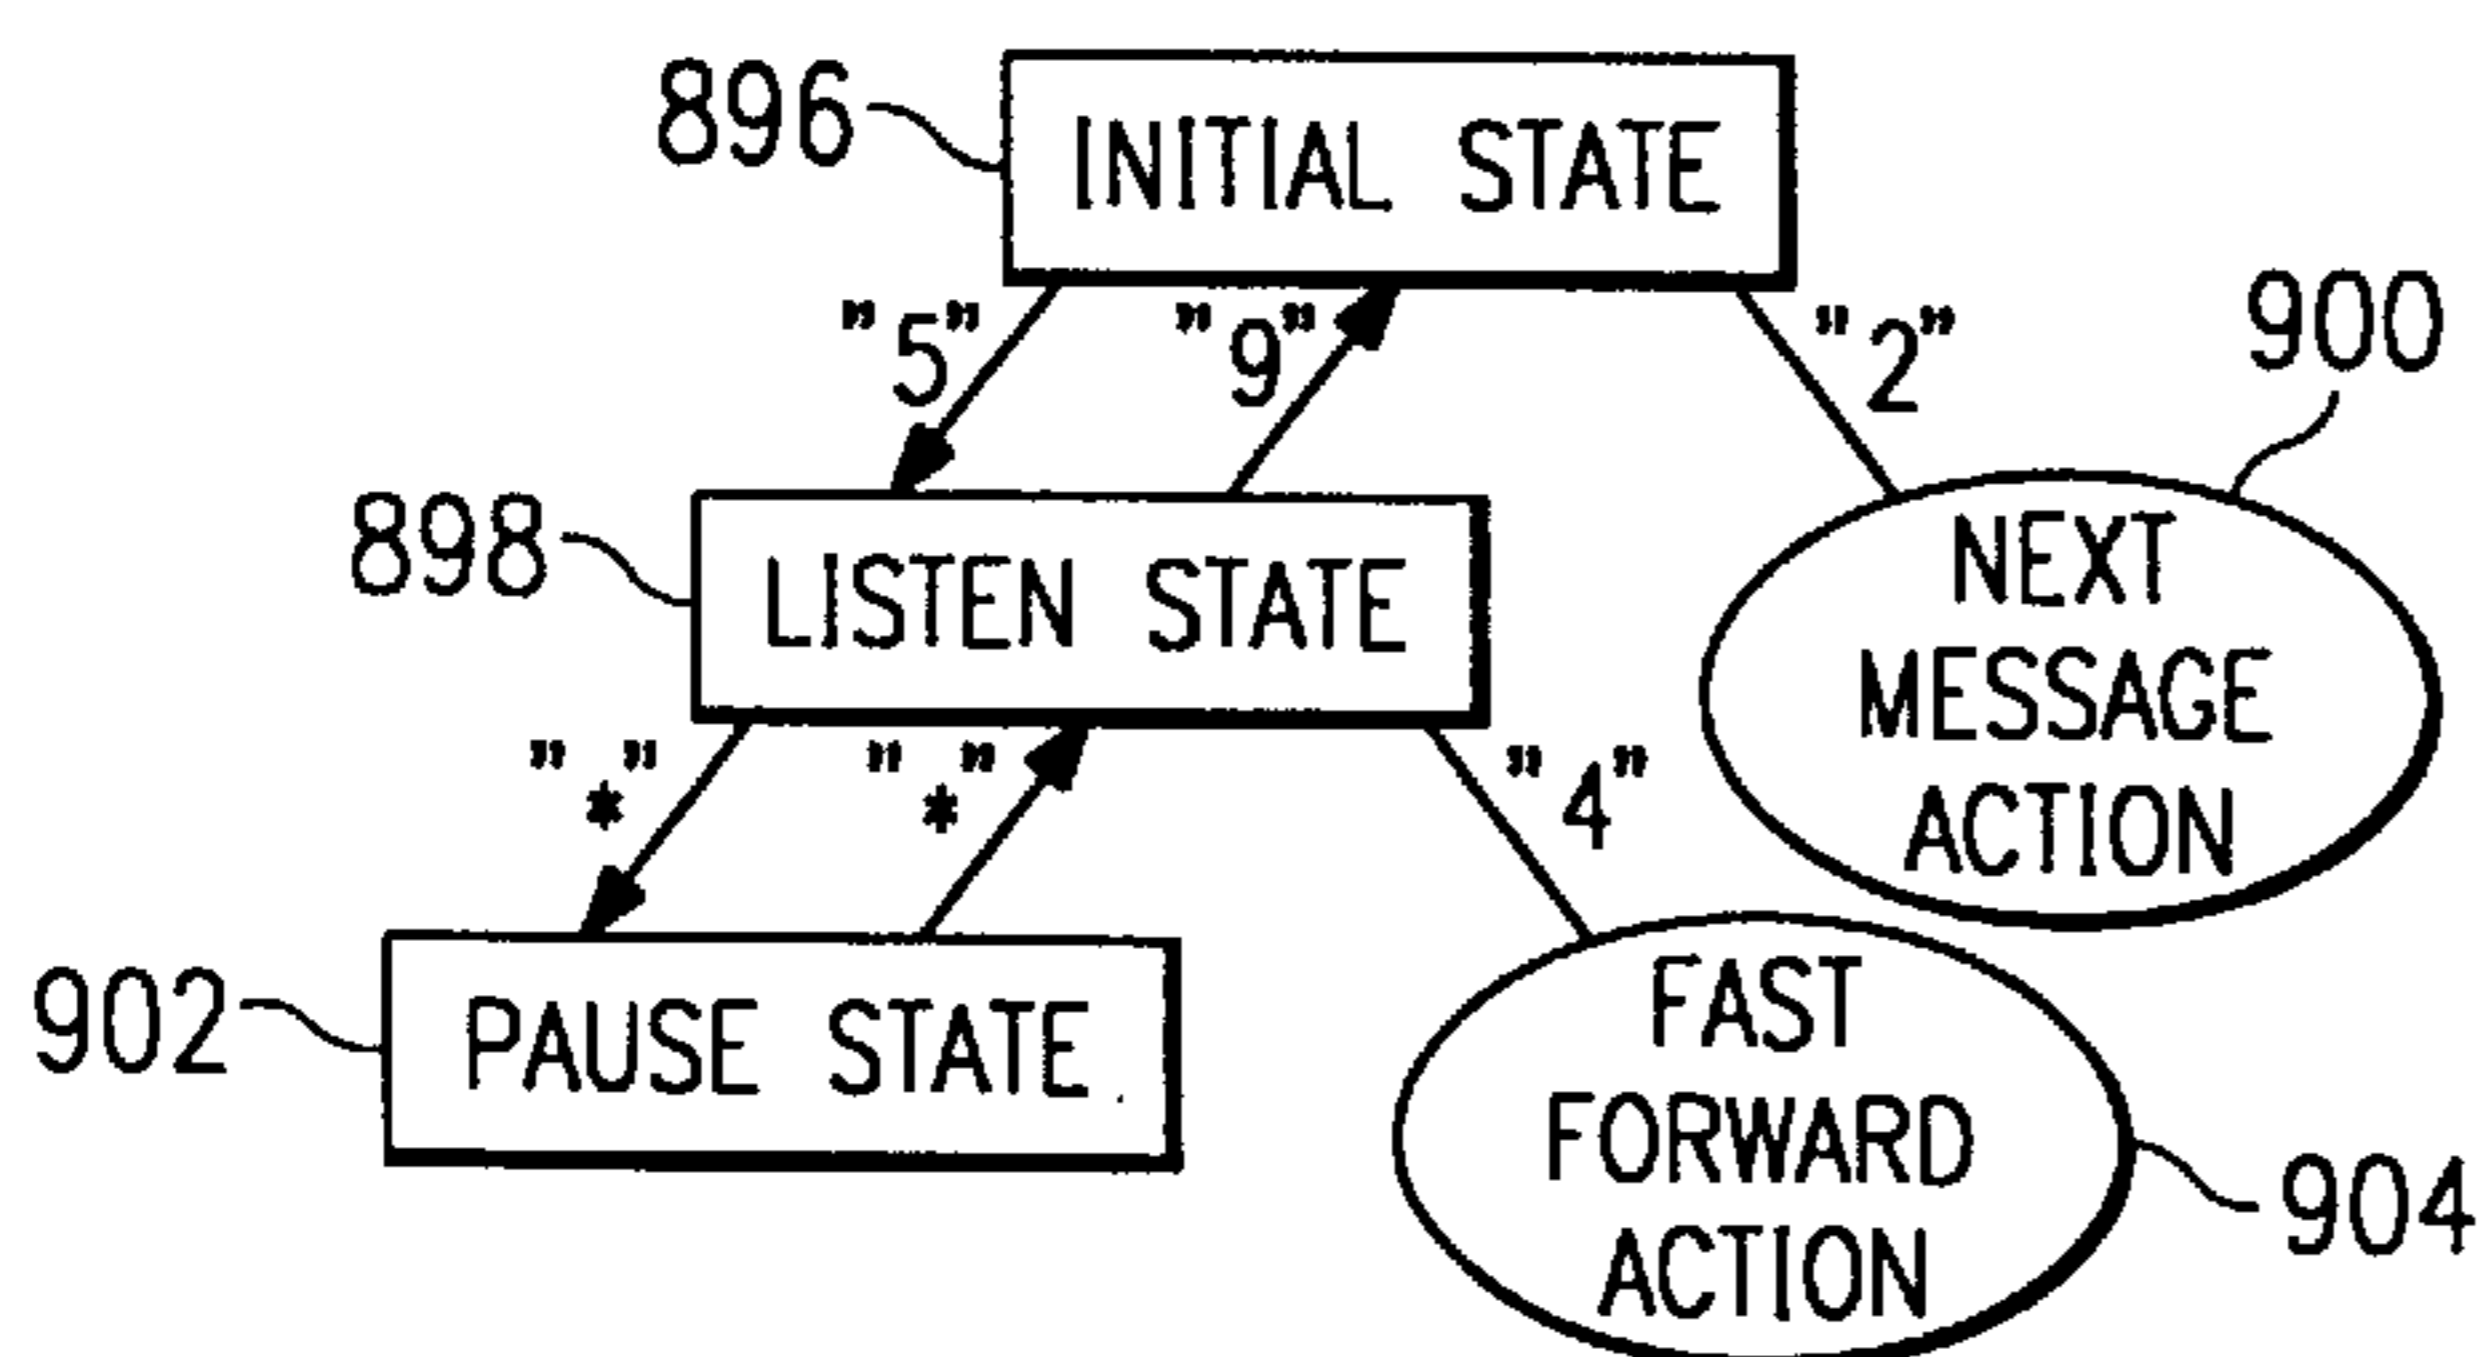 896
INITIAL STATE
"5"
"9"
"2"
900
898
LISTEN STATE
NEXT
MESSAGE
ACTION
"*"
"*"
"4"
902
PAUSE STATE
FAST
FORWARD
ACTION
904